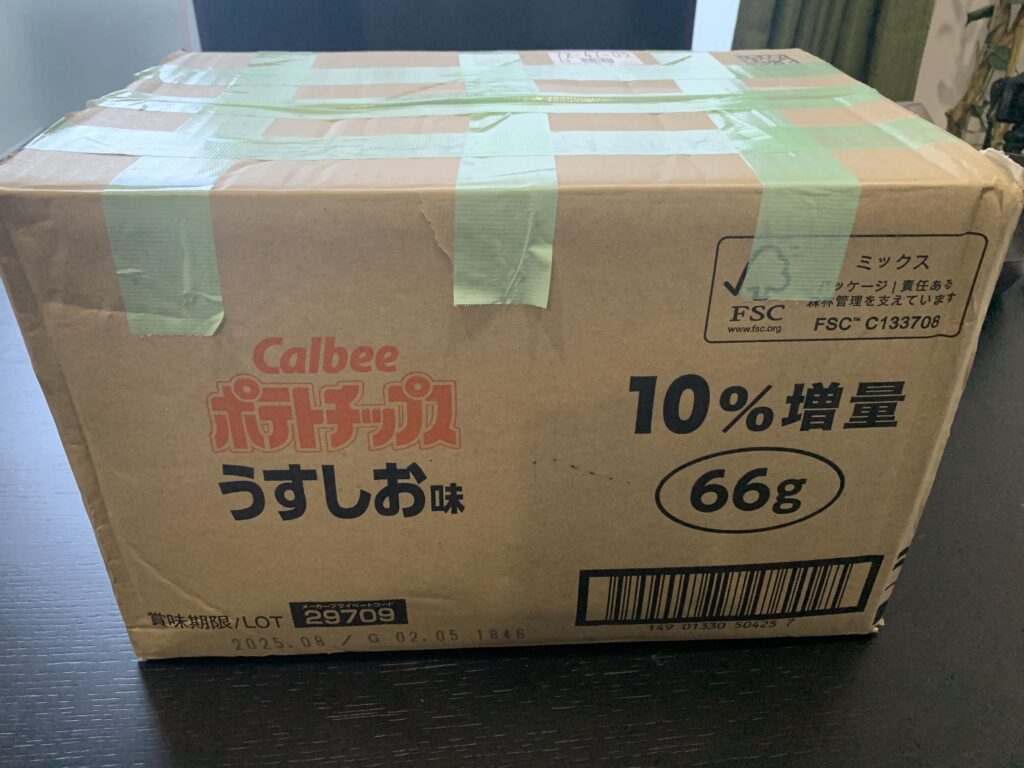 ミックス
パッケージ | 責任ある
森林管理を支えています
FSC
www.fsc.org
FSC™ C133708
Calbee
ポテトチップス
うすしお味
10%増量
66g
賞味期限/LOT
メーカープライベートコード
29709
2025.08 / G 02.05 1846
149 01330 50425 7